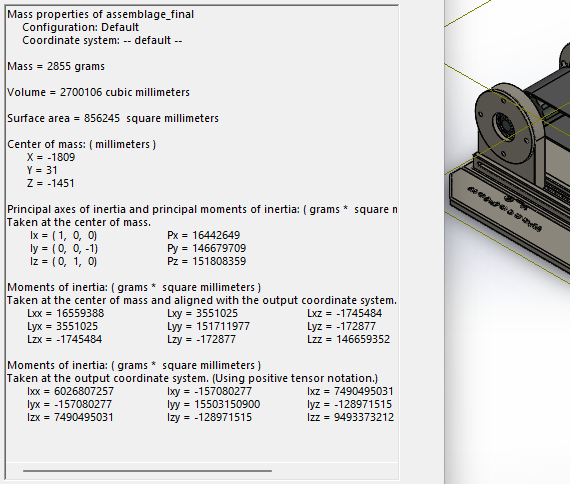 Mass properties of assemblage_final
Configuration: Default
Coordinate system: -- default --
Mass = 2855 grams
Volume = 2700106 cubic millimeters
Surface area = 856245 square millimeters
Center of mass: ( millimeters )
X = -1809
Y = 31
Z = -1451
Principal axes of inertia and principal moments of inertia: ( grams * square
Taken at the center of mass.
Ix = ( 1, 0, 0) Px = 16442649
Iy = ( 0, 0, -1) Py = 146679709
Iz = ( 0, 1, 0) Pz = 151808359
Moments of inertia: ( grams * square millimeters )
Taken at the center of mass and aligned with the output coordinate system.
Lxx = 16559388 Lxy = 3551025 Lxz = -1745484
Lyx = 3551025 Lyy = 151711977 Lyz = -172877
Lzx = -1745484 Lzy = -172877 Lzz = 146659352
Moments of inertia: ( grams * square millimeters )
Taken at the output coordinate system. (Using positive tensor notation.)
Ixx = 6026807257 Ixy = -157080277 Ixz = 7490495031
Iyx = -157080277 Iyy = 15503150900 Iyz = -128971515
Izx = 7490495031 Izy = -128971515 Izz = 9493373212